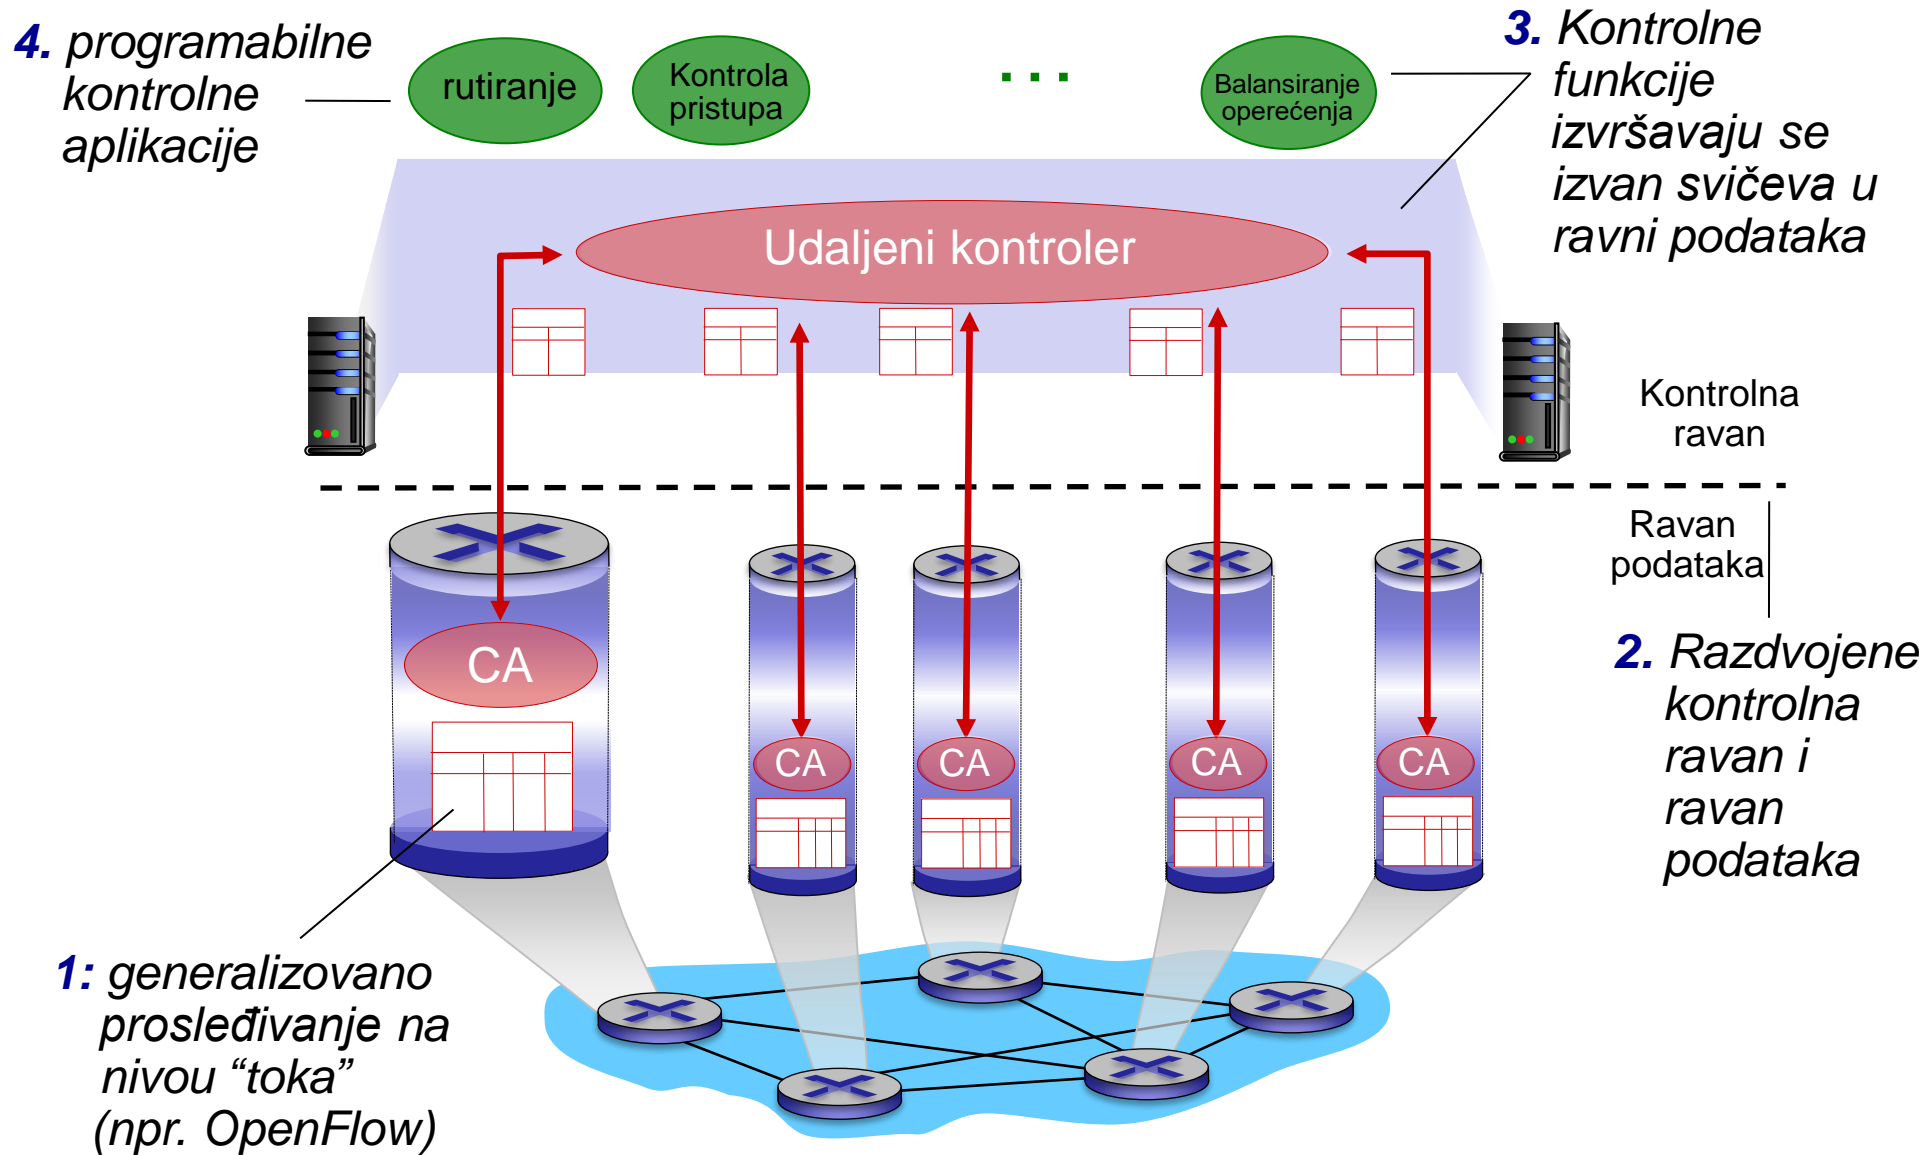 4. programabilne
kontrolne
aplikacije
rutiranje
Kontrola
pristupa
...
Balansiranje
operećenja
3. Kontrolne
funkcije
izvršavaju se
izvan svičeva u
ravni podataka
Udaljeni kontroler
Kontrolna
ravan
Ravan
podataka
CA
CA
CA
CA
CA
2. Razdvojene
kontrolna
ravan i
ravan
podataka
1: generalizovano
prosleđivanje na
nivou “toka”
(npr. OpenFlow)